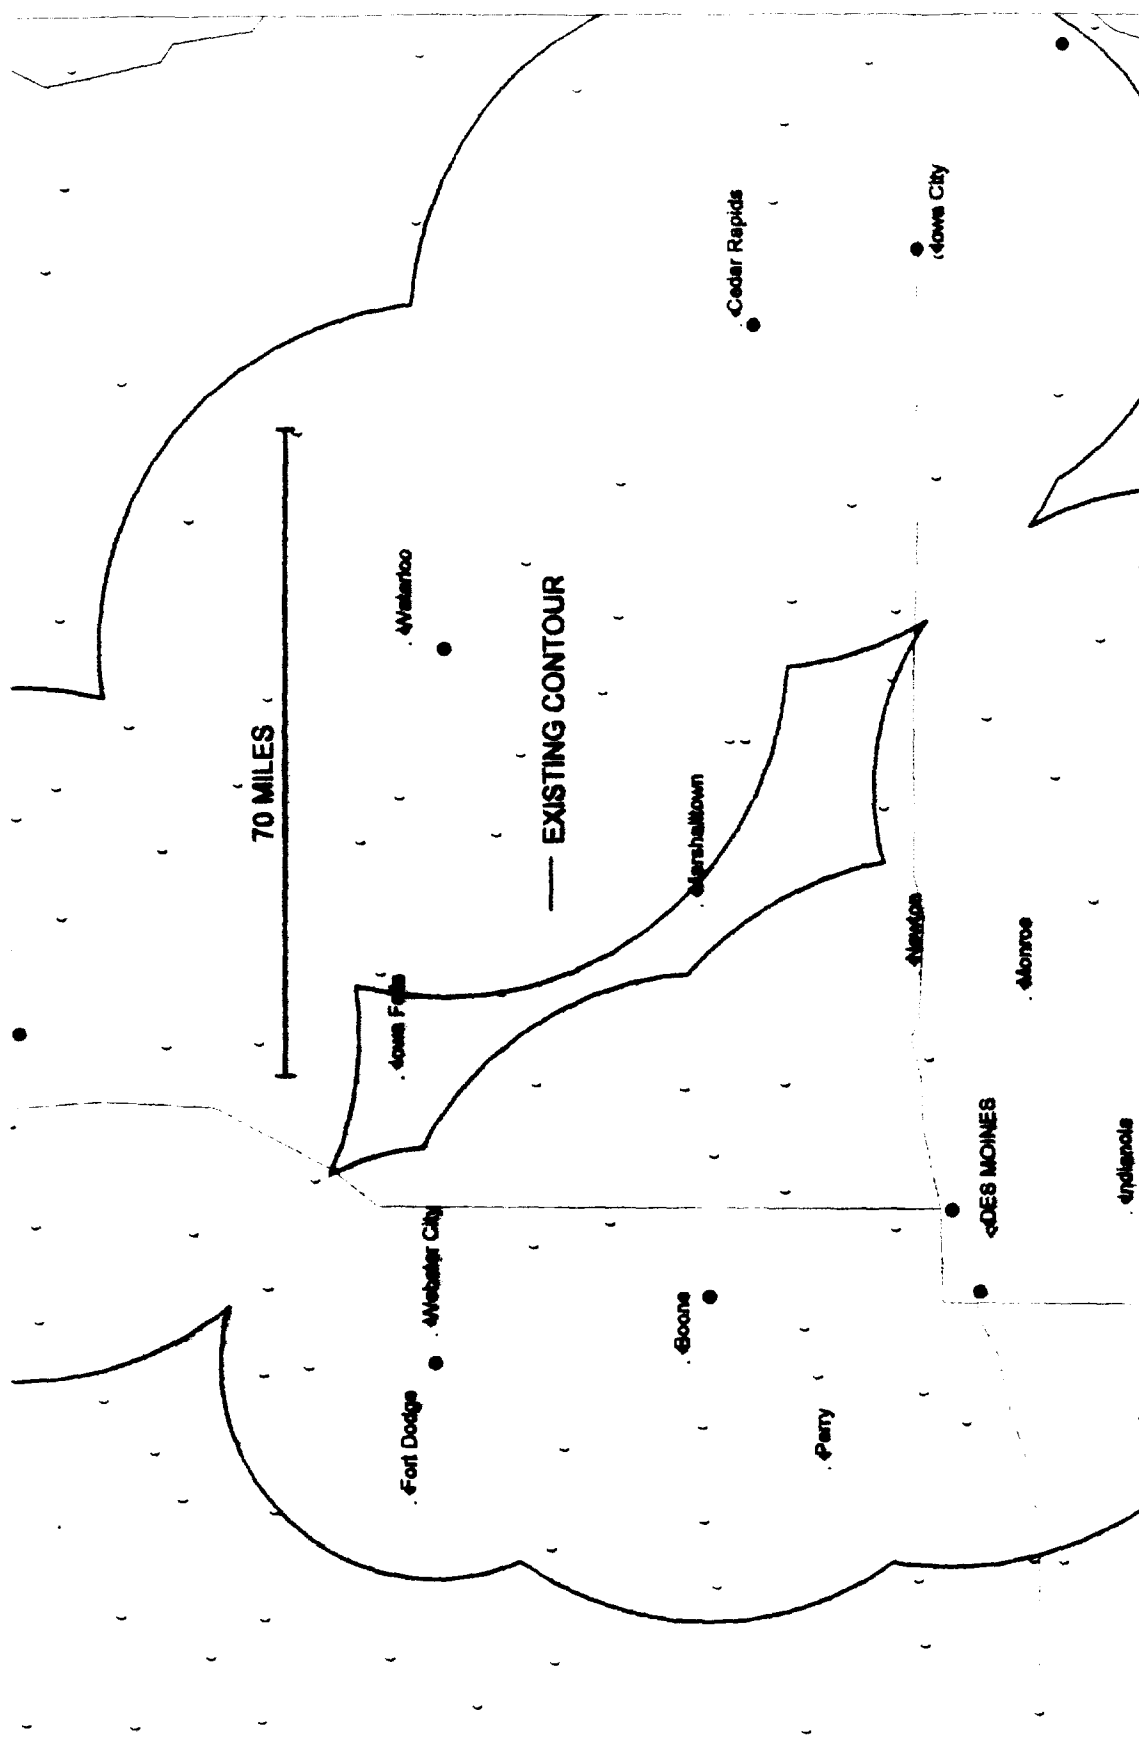 70 MILES
EXISTING CONTOUR
Fort Dodge
Webster City
Iowa Falls
Waterloo
Boone
Marshalltown
Cedar Rapids
Perry
Newton
Iowa City
DES MOINES
Monroe
Indianola